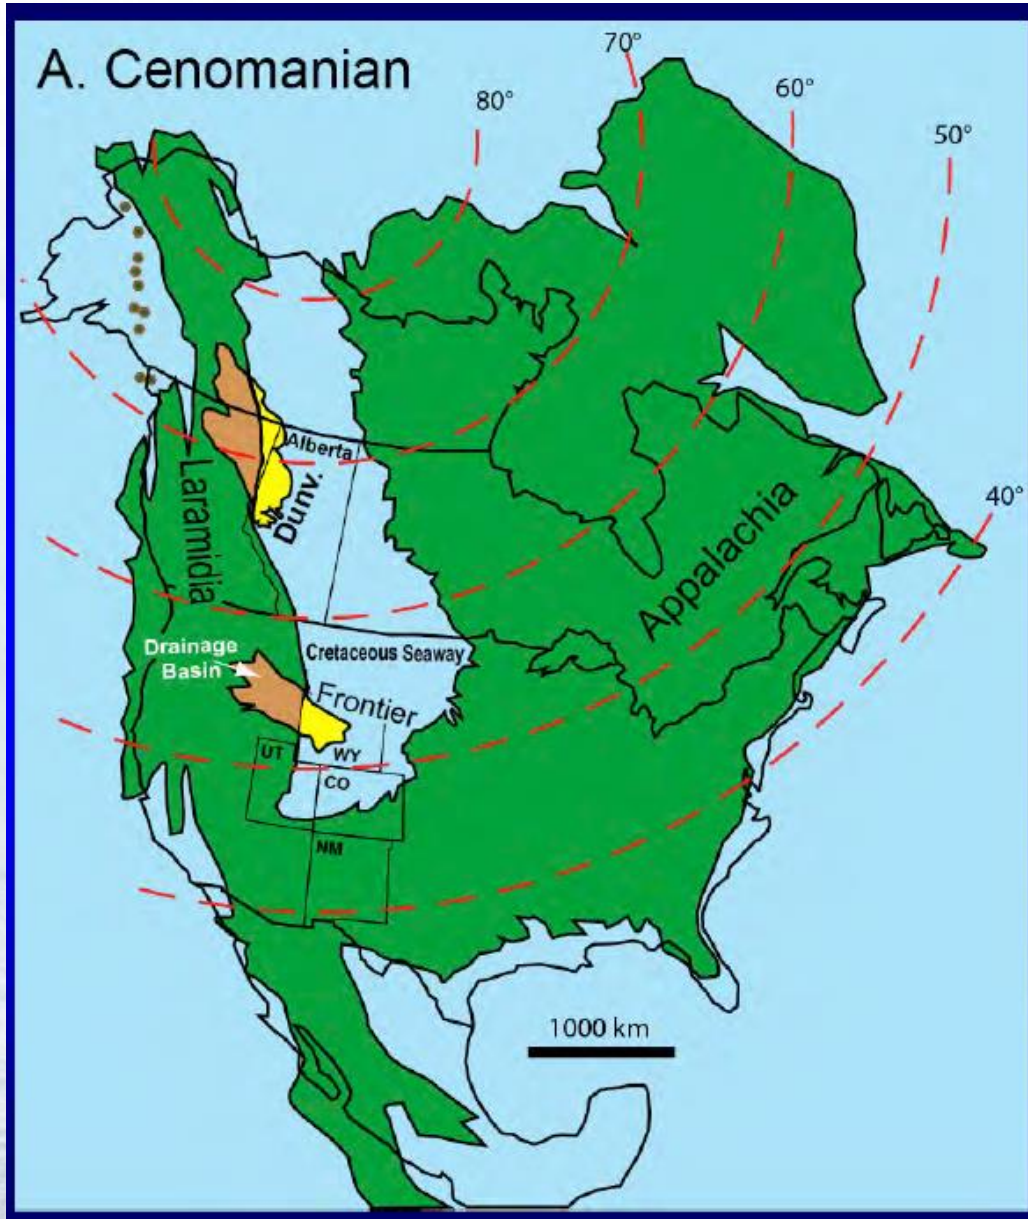 A. Cenomanian
70°
80°
60°
50°
40°
Alberta
Dunv.
Laramidia
Appalachia
Drainage
Basin
Cretaceous Seaway
Frontier
UT
WY
CO
NM
1000 km